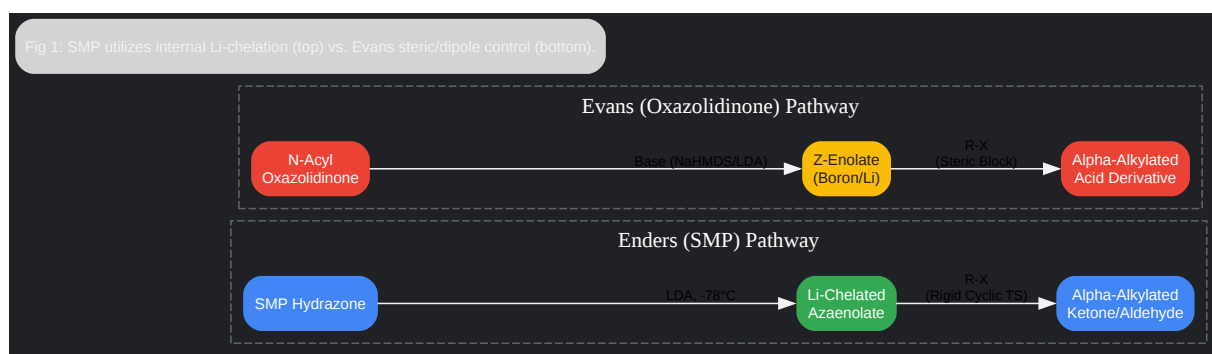 Fig 1: SMP utilizes internal Li-chelation (top) vs. Evans steric/dipole control (bottom).
Evans (Oxazolidinone) Pathway
N-Acyl
Oxazolidinone
Base (NaHMDS/LDA)
Z-Enolate
(Boron/Li)
R-X
(Steric Block)
Alpha-Alkylated
Acid Derivative
Enders (SMP) Pathway
SMP Hydrazone
LDA, -78°C
Li-Chelated
Azaenolate
R-X
(Rigid Cyclic TS)
Alpha-Alkylated
Ketone/Aldehyde